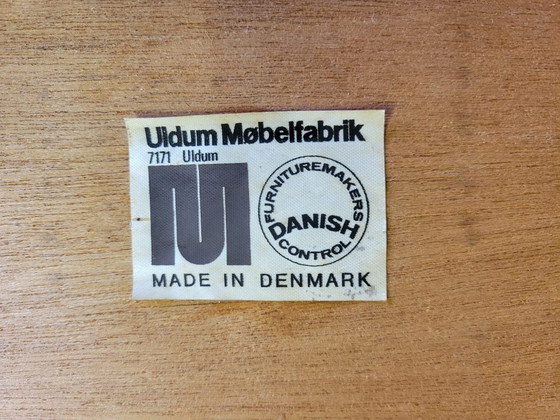 Uldum Møbelfabrik
7171 Uldum
FURNITUREMAKERS
DANISH
CONTROL
MADE IN DENMARK